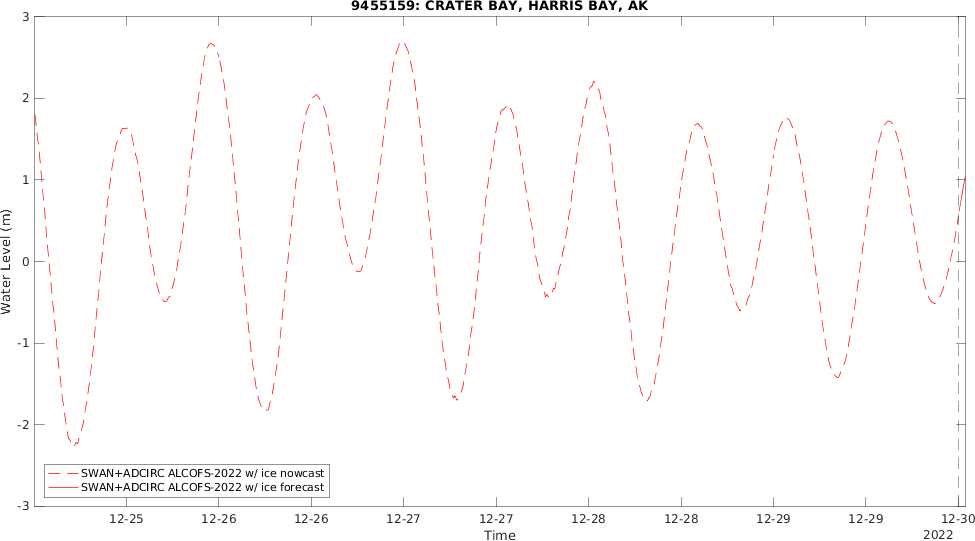 9455159: CRATER BAY, HARRIS BAY, AK
3
2
1
0
-1
-2
-3
Water Level (m)
SWAN+ADCIRC ALCOFS-2022 w/ ice nowcast
SWAN+ADCIRC ALCOFS-2022 w/ ice forecast
12-25 12-25 12-26 12-26 12-27 12-27 12-28 12-28 12-29 12-29 12-30
Time
2022